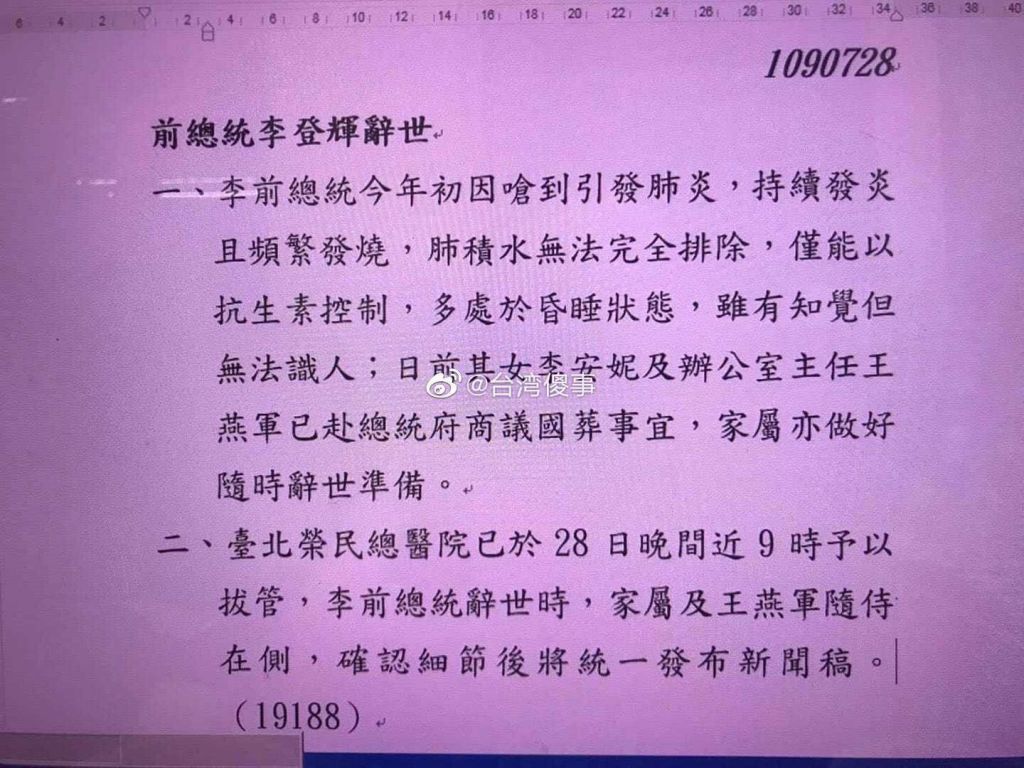 6 4 2 2 4 6 8 10 12 14 16 18 20 22 24 26 28 30 32 34 36 38 40
1090728
前總統李登輝辭世
一、李前總統今年初因嗆到引發肺炎，持續發炎
且頻繁發燒，肺積水無法完全排除，僅能以
抗生素控制，多處於昏睡狀態，雖有知覺但
無法識人；日前其女李安妮及辦公室主任王
@台湾傻事
燕軍已赴總統府商議國葬事宜，家屬亦做好
隨時辭世準備。
二、臺北榮民總醫院已於 28 日晚間近 9 時予以
拔管，李前總統辭世時，家屬及王燕軍隨侍
在側，確認細節後將統一發布新聞稿。
（19188）